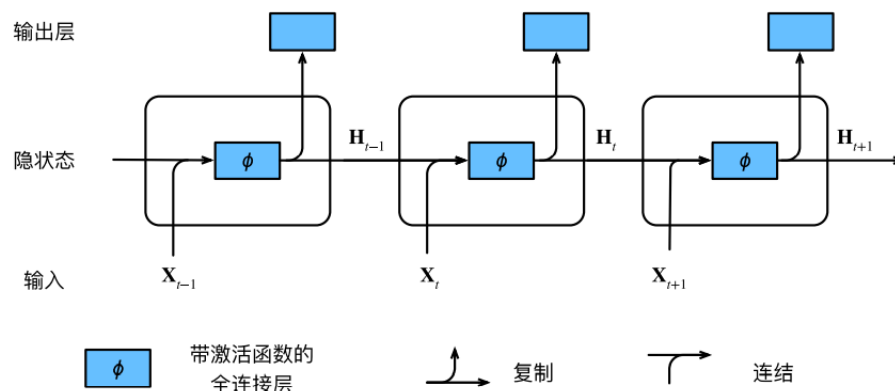 输出层
隐状态
ϕ
H_{t-1}
ϕ
H_t
ϕ
H_{t+1}
输入
X_{t-1}
X_t
X_{t+1}
ϕ
带激活函数的
全连接层
复制
连结